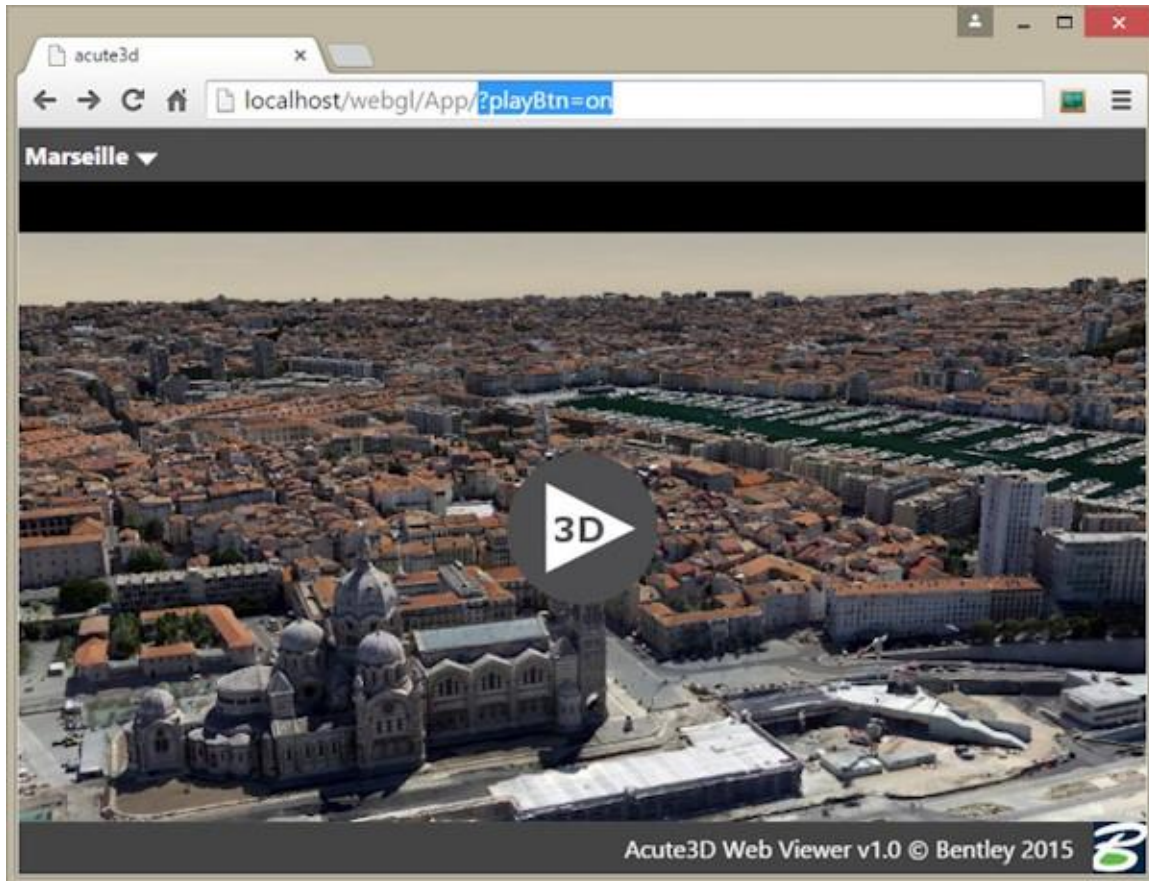 acute3d
localhost/webgl/App/?playBtn=on
Marseille
3D
Acute3D Web Viewer v1.0 © Bentley 2015